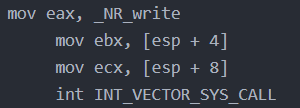 mov eax, _NR_write
mov ebx, [esp + 4]
mov ecx, [esp + 8]
int INT_VECTOR_SYS_CALL